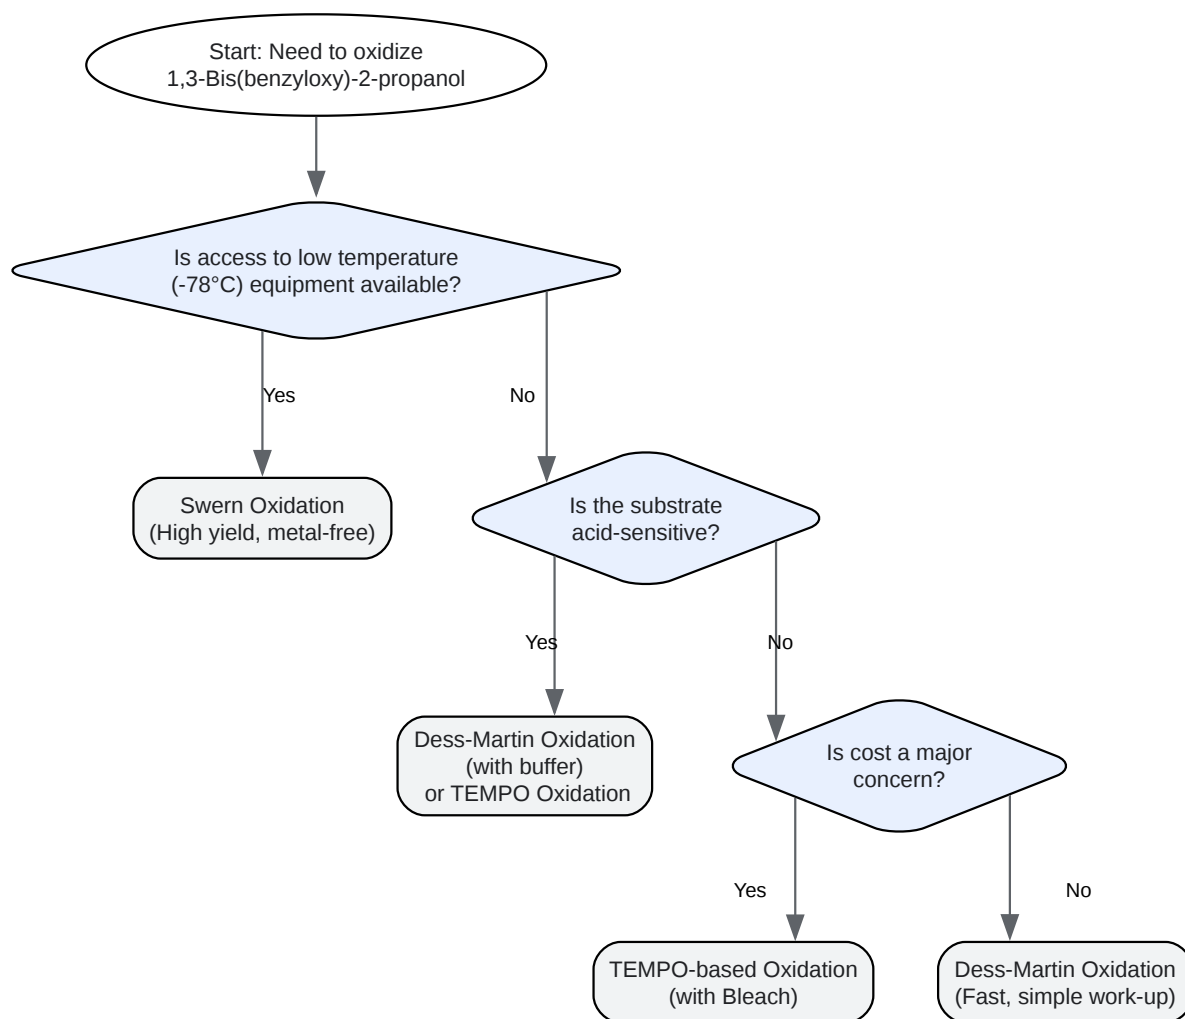 Start: Need to oxidize
1,3-Bis(benzyloxy)-2-propanol
Is access to low temperature
(-78°C) equipment available?
Yes
No
Swern Oxidation
(High yield, metal-free)
Is the substrate
acid-sensitive?
Yes
No
Dess-Martin Oxidation
(with buffer)
or TEMPO Oxidation
Is cost a major
concern?
Yes
No
TEMPO-based Oxidation
(with Bleach)
Dess-Martin Oxidation
(Fast, simple work-up)